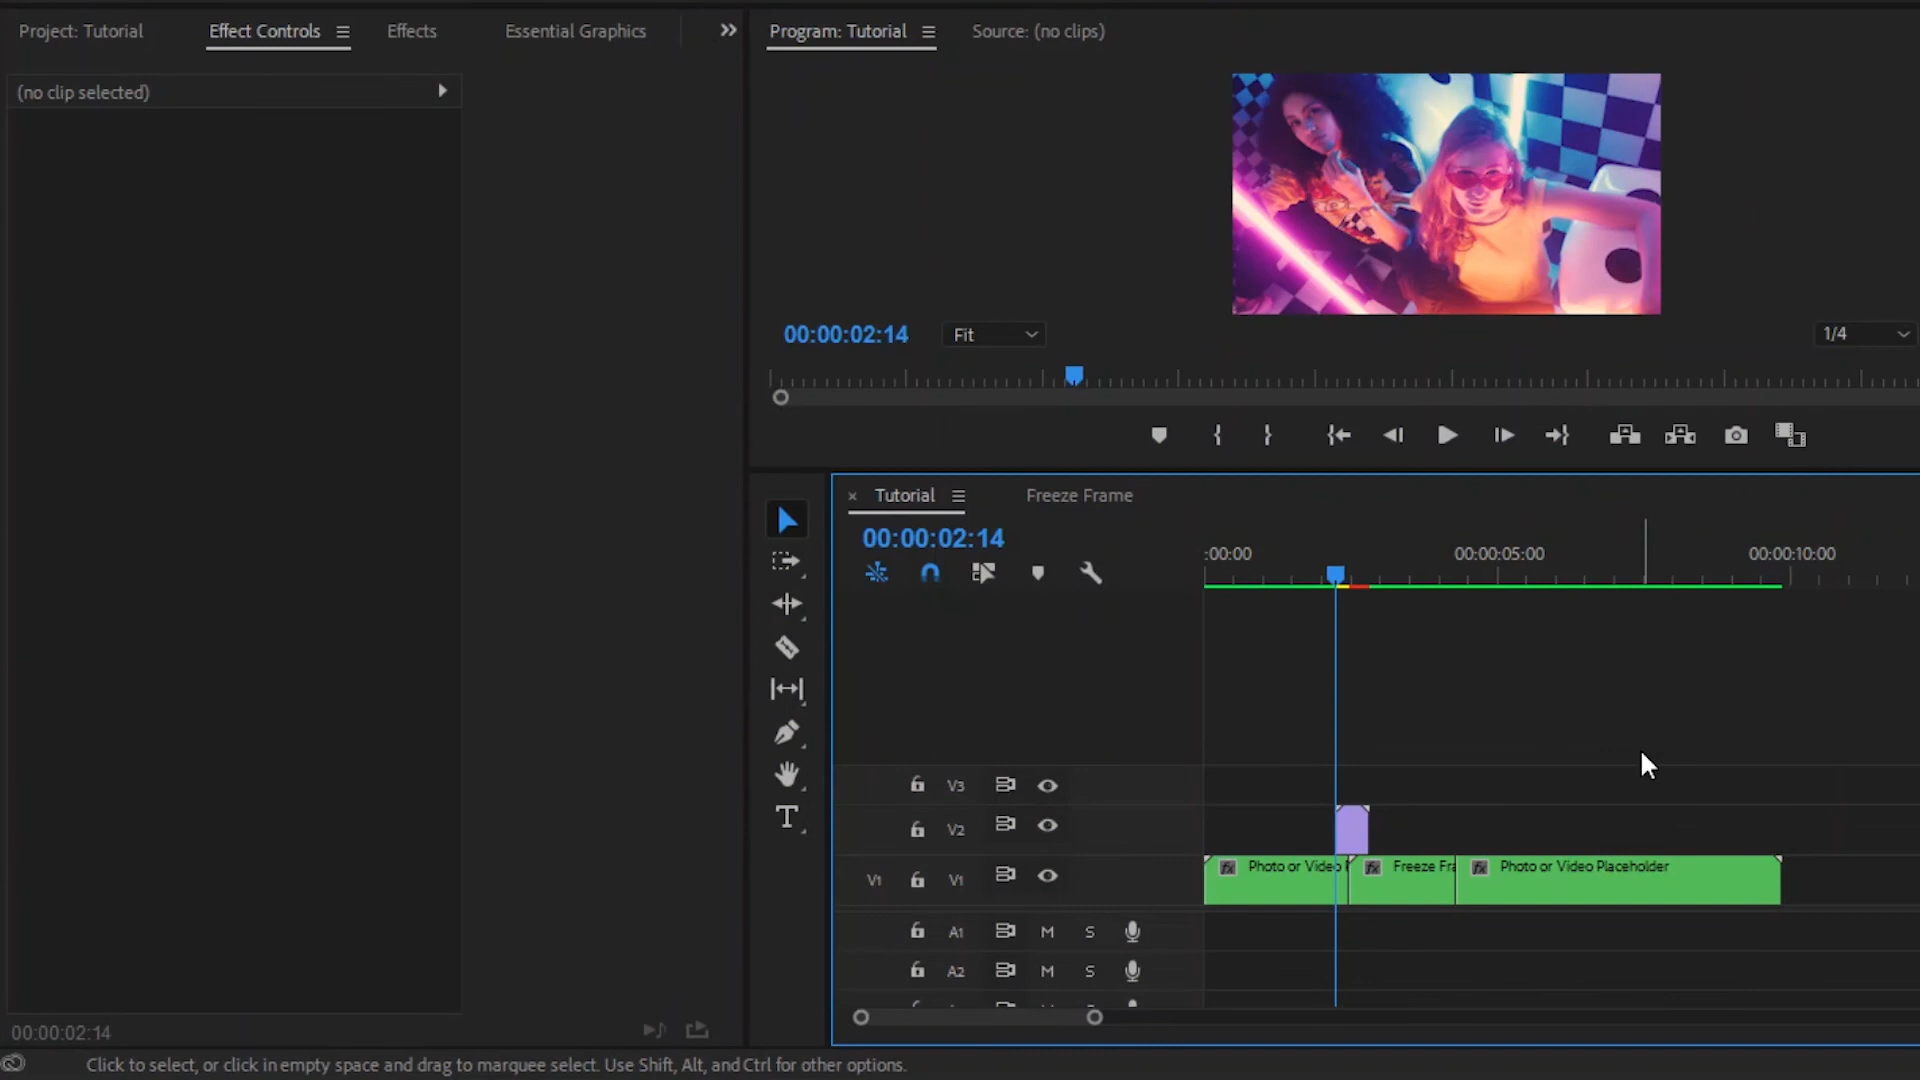 Project: Tutorial
Effect Controls
Effects
Essential Graphics
Program: Tutorial
Source: (no clips)
(no clip selected)
00:00:02:14
Fit
1/4
Tutorial
Freeze Frame
00:00:02:14
:00:00
00:00:05:00
00:00:10:00
V3
V2
fx Photo or Video
fx Freeze Fra
fx Photo or Video Placeholder
V1
V1
A1
M
S
A2
M
S
00:00:02:14
Click to select, or click in empty space and drag to marquee select. Use Shift, Alt, and Ctrl for other options.